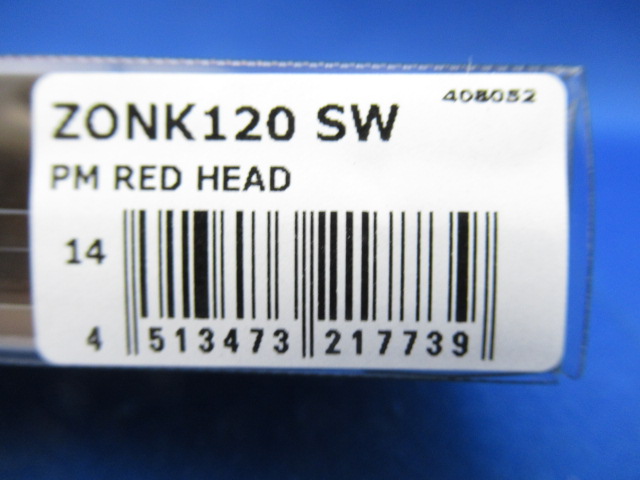 408052
ZONK120 SW
PM RED HEAD
14
4 513473 217739